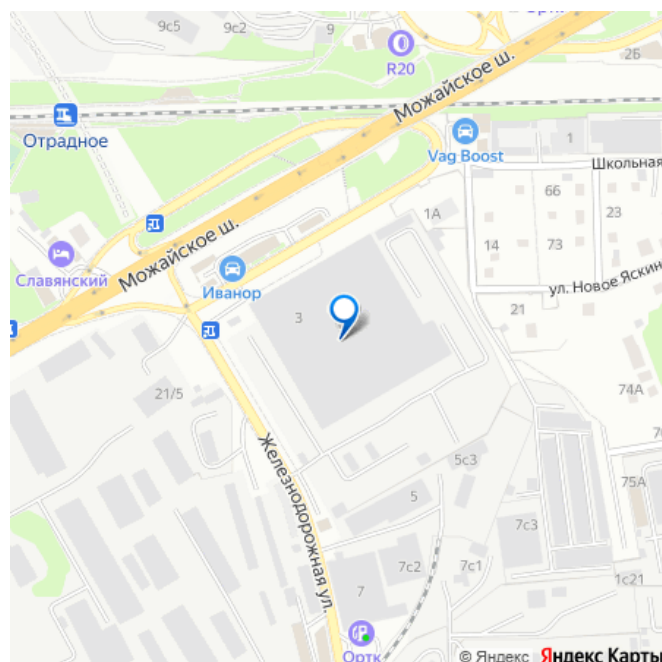 9с5
9с2
9
R20
2Б
Можайское ш.
Отрадное
Vag Boost
1
Школьная
66
23
1А
14
73
Славянский
Можайское ш.
Иванор
ул. Новое Яскин
3
21
21/5
74А
Железнодорожная ул.
5с3
75А
5
7с3
7с2
7с1
7
1с21
Ортк
© Яндекс Яндекс Карты